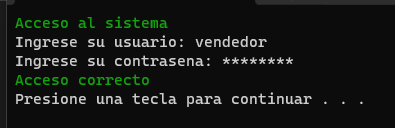 Acceso al sistema
Ingrese su usuario: vendedor
Ingrese su contrasena: ********
Acceso correcto
Presione una tecla para continuar . . .